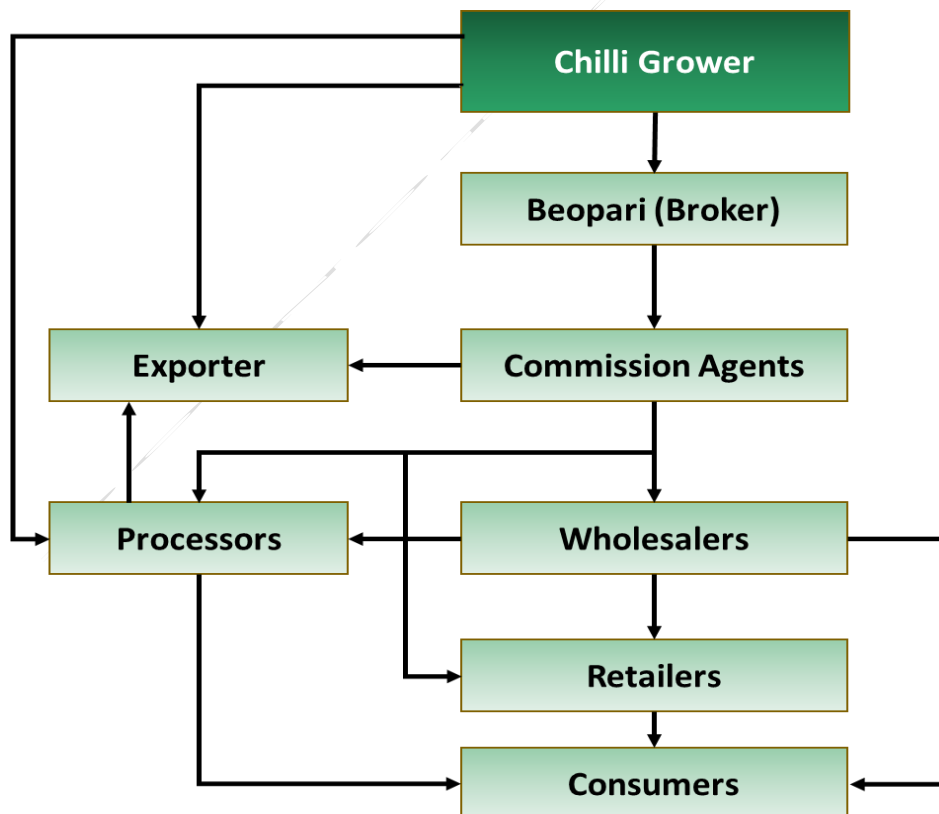 Chilli Grower
Beopari (Broker)
Exporter
Commission Agents
Processors
Wholesalers
Retailers
Consumers